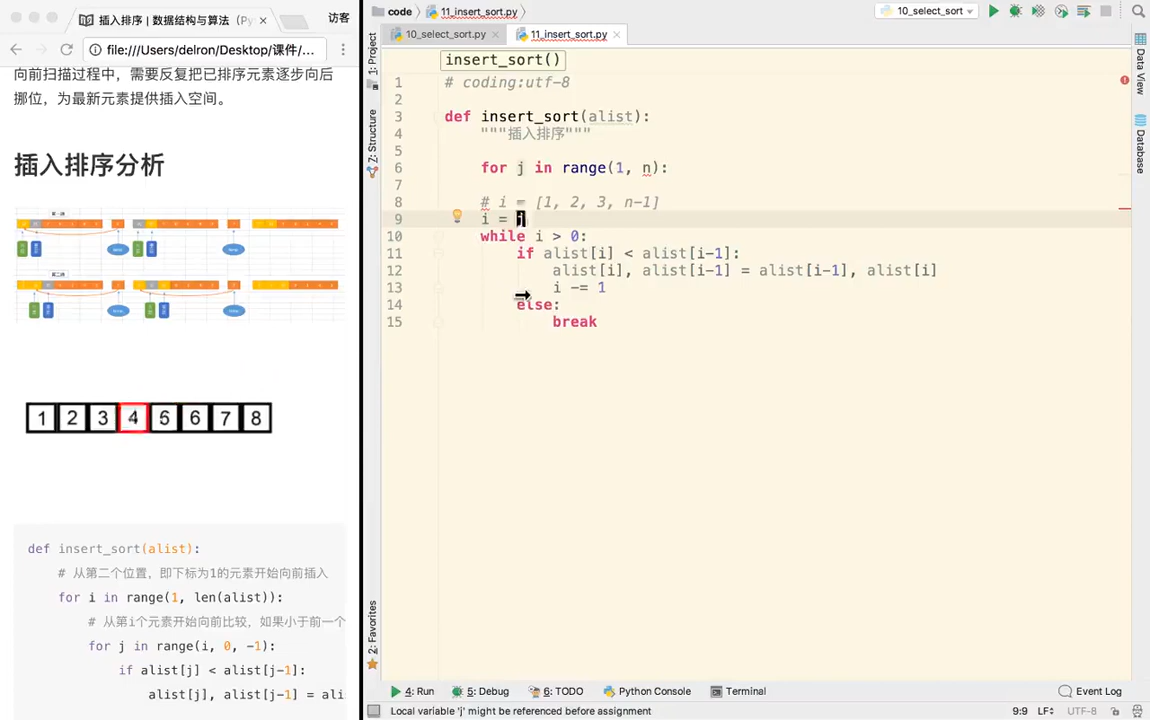 插入排序 | 数据结构与算法（Py
访客
file:///Users/delron/Desktop/课件/...
向前扫描过程中，需要反复把已排序元素逐步向后
挪位，为最新元素提供插入空间。
插入排序分析
1 2 3 4 5 6 7 8
def insert_sort(alist):
# 从第二个位置，即下标为1的元素开始向前插入
for i in range(1, len(alist)):
# 从第i个元素开始向前比较，如果小于前一个
for j in range(i, 0, -1):
if alist[j] < alist[j-1]:
alist[j], alist[j-1] = ali
code
11_insert_sort.py
10_select_sort
10_select_sort.py
11_insert_sort.py
1: Project
7: Structure
2: Favorites
Data View
Database
insert_sort()
1 # coding:utf-8
2
3 def insert_sort(alist):
4 """插入排序"""
5
6 for j in range(1, n):
7
8 # i = [1, 2, 3, n-1]
9 i = j
10 while i > 0:
11 if alist[i] < alist[i-1]:
12 alist[i], alist[i-1] = alist[i-1], alist[i]
13 i -= 1
14 else:
15 break
4: Run
5: Debug
6: TODO
Python Console
Terminal
Event Log
Local variable 'j' might be referenced before assignment
9:9
LF
UTF-8